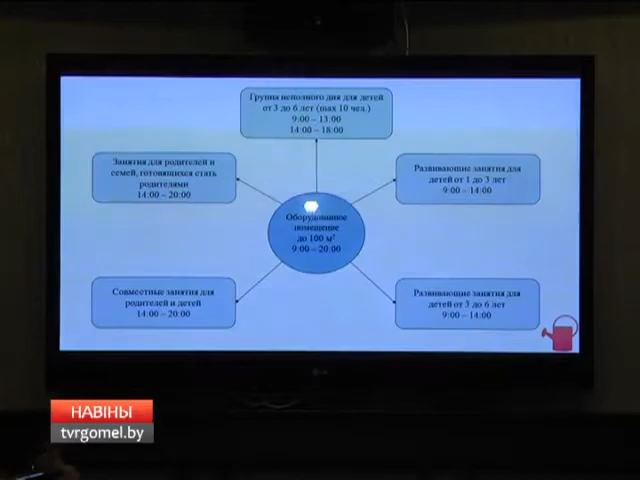 Группа неполного дня для детей
от 3 до 6 лет (max 10 чел.)
9:00 – 13:00
14:00 – 18:00
Занятия для родителей и
семей, готовящихся стать
родителями
14:00 – 20:00
Развивающие занятия для
детей от 1 до 3 лет
9:00 – 14:00
Оборудованное
помещение
до 100 м²
9:00 – 20:00
Совместные занятия для
родителей и детей
14:00 – 20:00
Развивающие занятия для
детей от 3 до 6 лет
9:00 – 14:00
LG
НАВІНЫ
tvrgomel.by